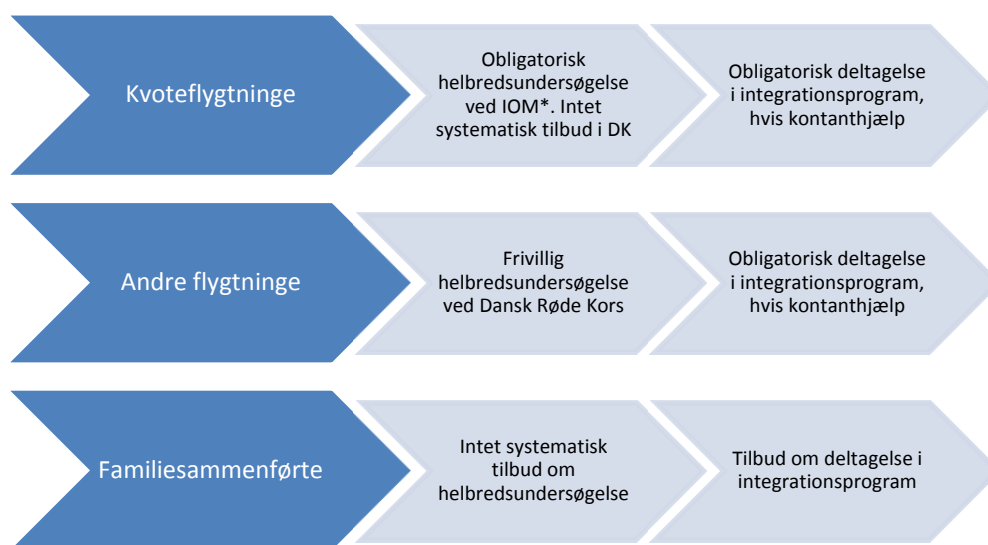 Kvoteflygtninge
Obligatorisk
helbredsundersøgelse
ved IOM*. Intet
systematisk tilbud i DK
Obligatorisk deltagelse
i integrationsprogram,
hvis kontanthjælp
Andre flygtninge
Frivillig
helbredsundersøgelse
ved Dansk Røde Kors
Obligatorisk deltagelse
i integrationsprogram,
hvis kontanthjælp
Familiesammenførte
Intet systematisk
tilbud om
helbredsundersøgelse
Tilbud om deltagelse i
integrationsprogram